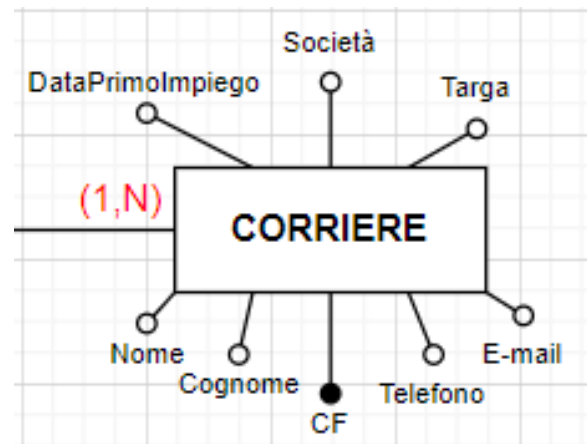 Società
DataPrimoImpiego
Targa
(1,N)
CORRIERE
Nome
Cognome
CF
Telefono
E-mail